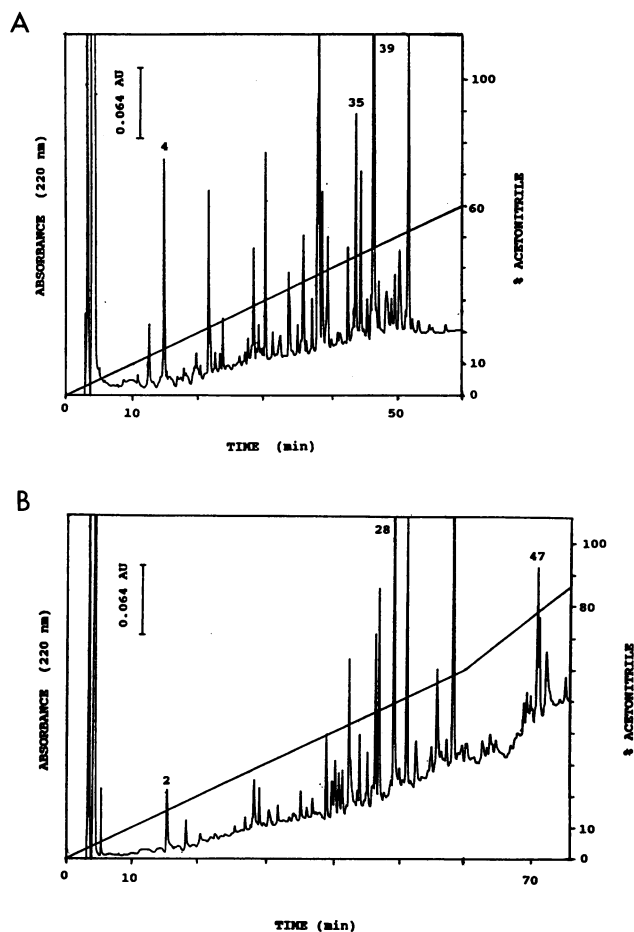 A
39
100
0.064 AU
35
4
ABSORBANCE (220 nm)
60
% ACETONITRILE
10
0
0
10
50
TIME (min)
B
28
100
47
0.064 AU
80
ABSORBANCE (220 nm)
% ACETONITRILE
2
10
0
0
10
70
TIME (min)